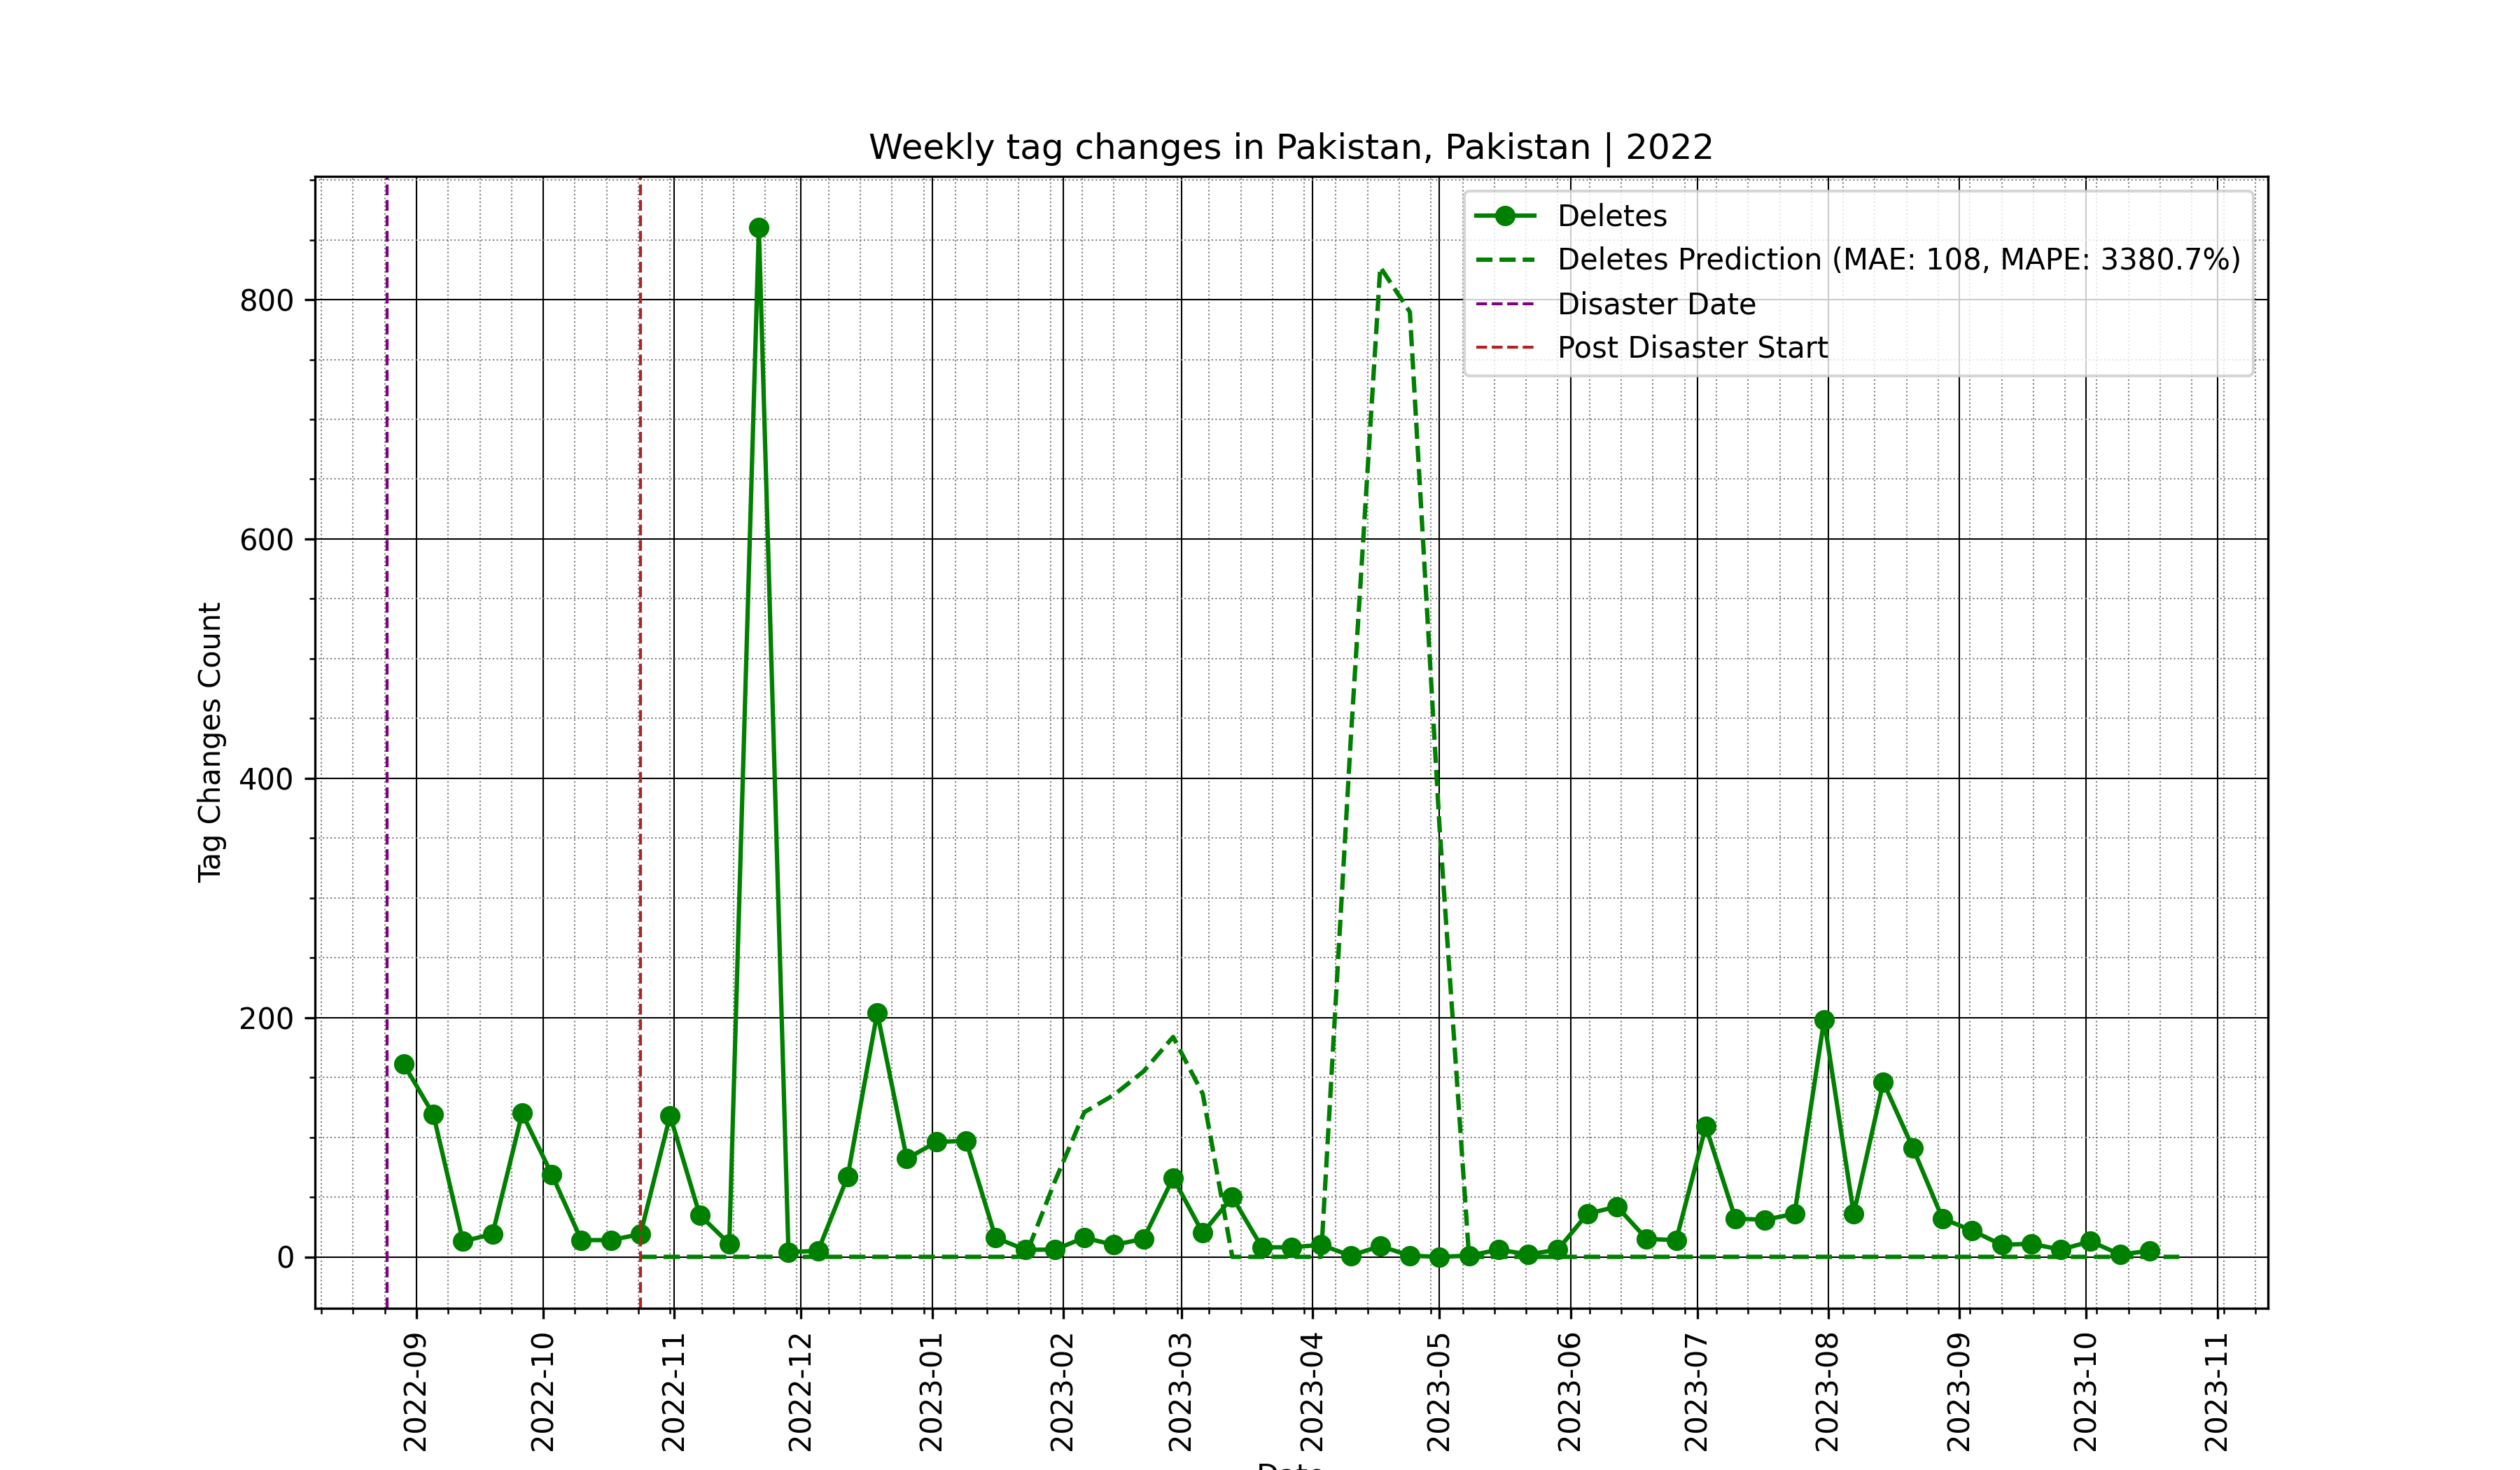 Weekly tag changes in Pakistan, Pakistan | 2022
Deletes
Deletes Prediction (MAE: 108, MAPE: 3380.7%)
Disaster Date
Post Disaster Start
Tag Changes Count
800
600
400
200
0
2022-09
2022-10
2022-11
2022-12
2023-01
2023-02
2023-03
2023-04
2023-05
2023-06
2023-07
2023-08
2023-09
2023-10
2023-11
Date